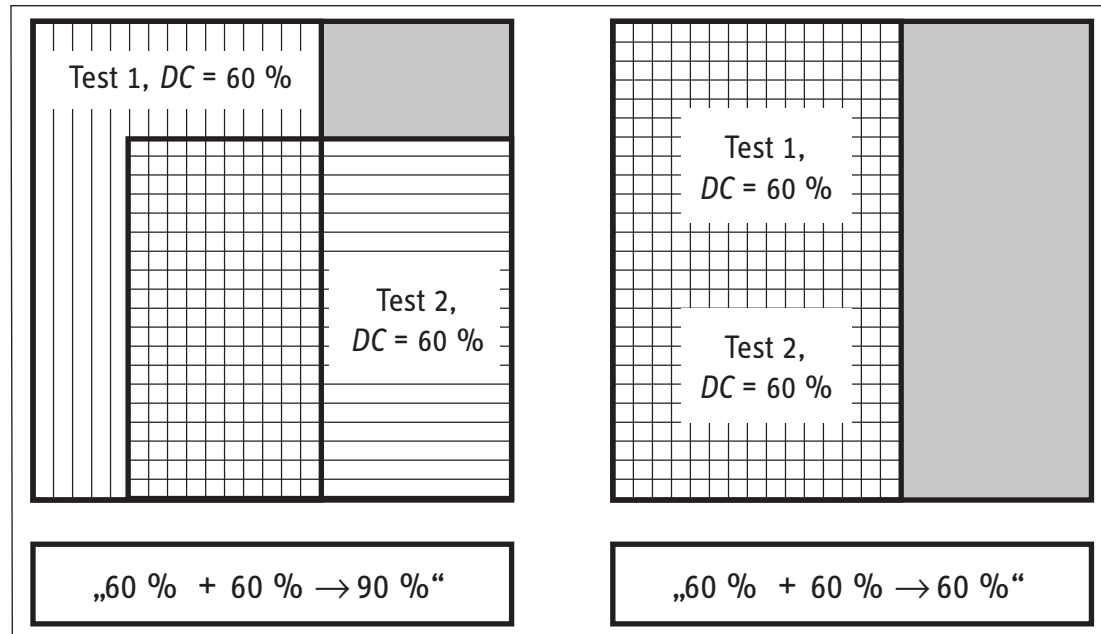 Test 1, DC = 60 %
Test 2,
DC = 60 %
„60 % + 60 % → 90 %“
Test 1,
DC = 60 %
Test 2,
DC = 60 %
„60 % + 60 % → 60 %“